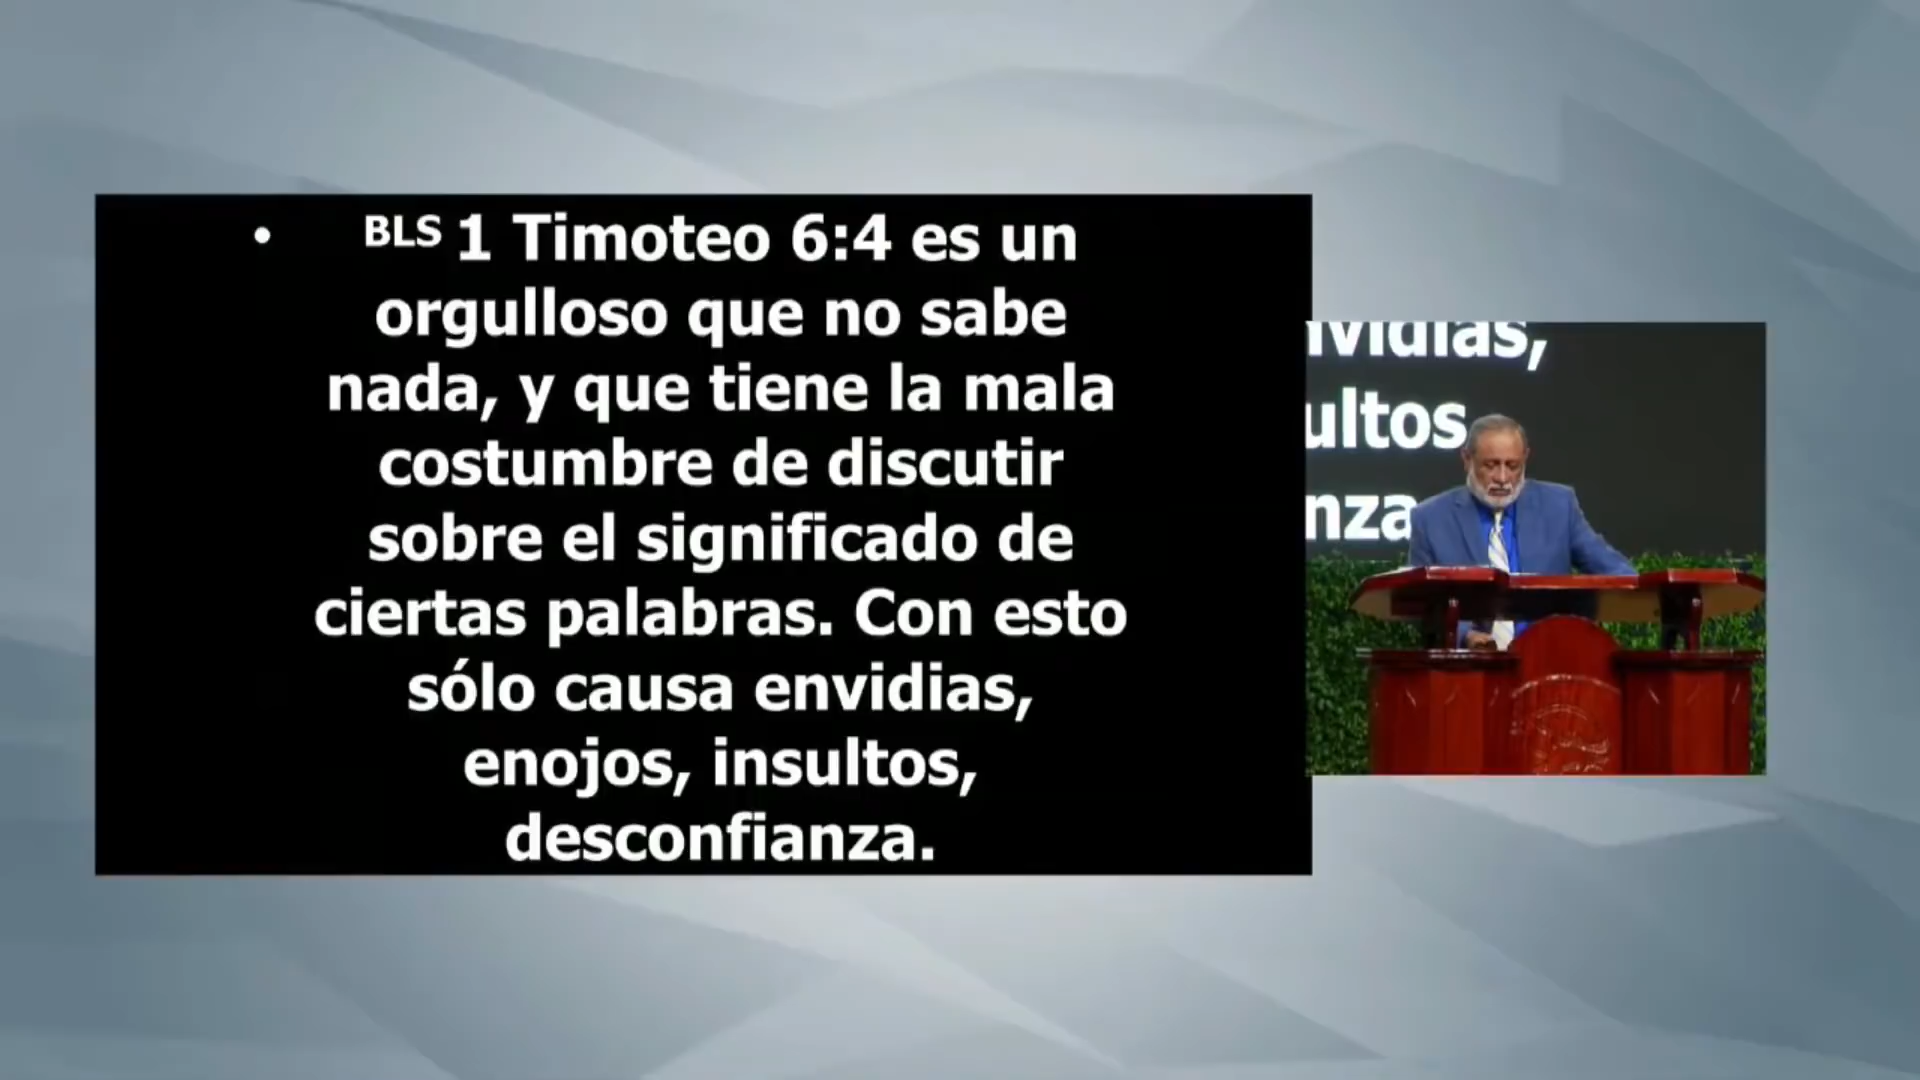 • BLS 1 Timoteo 6:4 es un
orgulloso que no sabe
nada, y que tiene la mala
costumbre de discutir
sobre el significado de
ciertas palabras. Con esto
sólo causa envidias,
enojos, insultos,
desconfianza.
nvidias,
ultos
nza